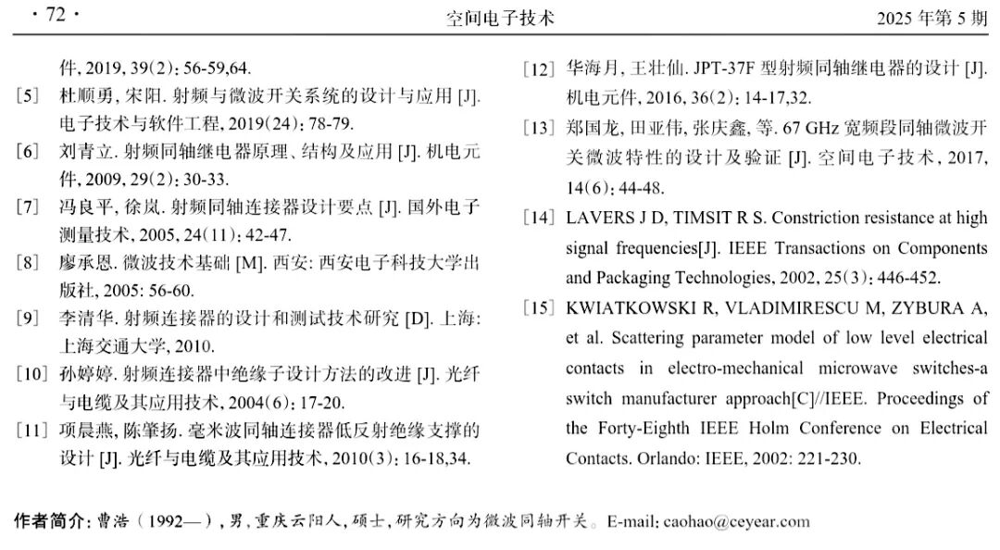 ·72·
空间电子技术
2025年第5期
件, 2019, 39(2): 56-59,64.
[5] 杜顺勇, 宋阳. 射频与微波开关系统的设计与应用[J].
电子技术与软件工程, 2019(24): 78-79.
[6] 刘青立. 射频同轴继电器原理、结构及应用[J]. 机电元
件, 2009, 29(2): 30-33.
[7] 冯良平, 徐岚. 射频同轴连接器设计要点[J]. 国外电子
测量技术, 2005, 24(11): 42-47.
[8] 廖承恩. 微波技术基础[M]. 西安: 西安电子科技大学出
版社, 2005: 56-60.
[9] 李清华. 射频连接器的设计和测试技术研究[D]. 上海:
上海交通大学, 2010.
[10] 孙婷婷. 射频连接器中绝缘子设计方法的改进[J]. 光纤
与电缆及其应用技术, 2004(6): 17-20.
[11] 项晨燕, 陈肇扬. 毫米波同轴连接器低反射绝缘支撑的
设计[J]. 光纤与电缆及其应用技术, 2010(3): 16-18,34.
[12] 华海月, 王壮仙. JPT-37F 型射频同轴继电器的设计[J].
机电元件, 2016, 36(2): 14-17,32.
[13] 郑国龙, 田亚伟, 张庆鑫, 等. 67 GHz 宽频段同轴微波开
关微波特性的设计及验证[J]. 空间电子技术, 2017,
14(6): 44-48.
[14] LAVERS J D, TIMSIT R S. Constriction resistance at high
signal frequencies[J]. IEEE Transactions on Components
and Packaging Technologies, 2002, 25(3): 446-452.
[15] KWIATKOWSKI R, VLADIMIRESCU M, ZYBURA A,
et al. Scattering parameter model of low level electrical
contacts in electro-mechanical microwave switches-a
switch manufacturer approach[C]//IEEE. Proceedings of
the Forty-Eighth IEEE Holm Conference on Electrical
Contacts. Orlando: IEEE, 2002: 221-230.
作者简介: 曹浩(1992—), 男, 重庆云阳人, 硕士, 研究方向为微波同轴开关。E-mail: caohao@ceyear.com